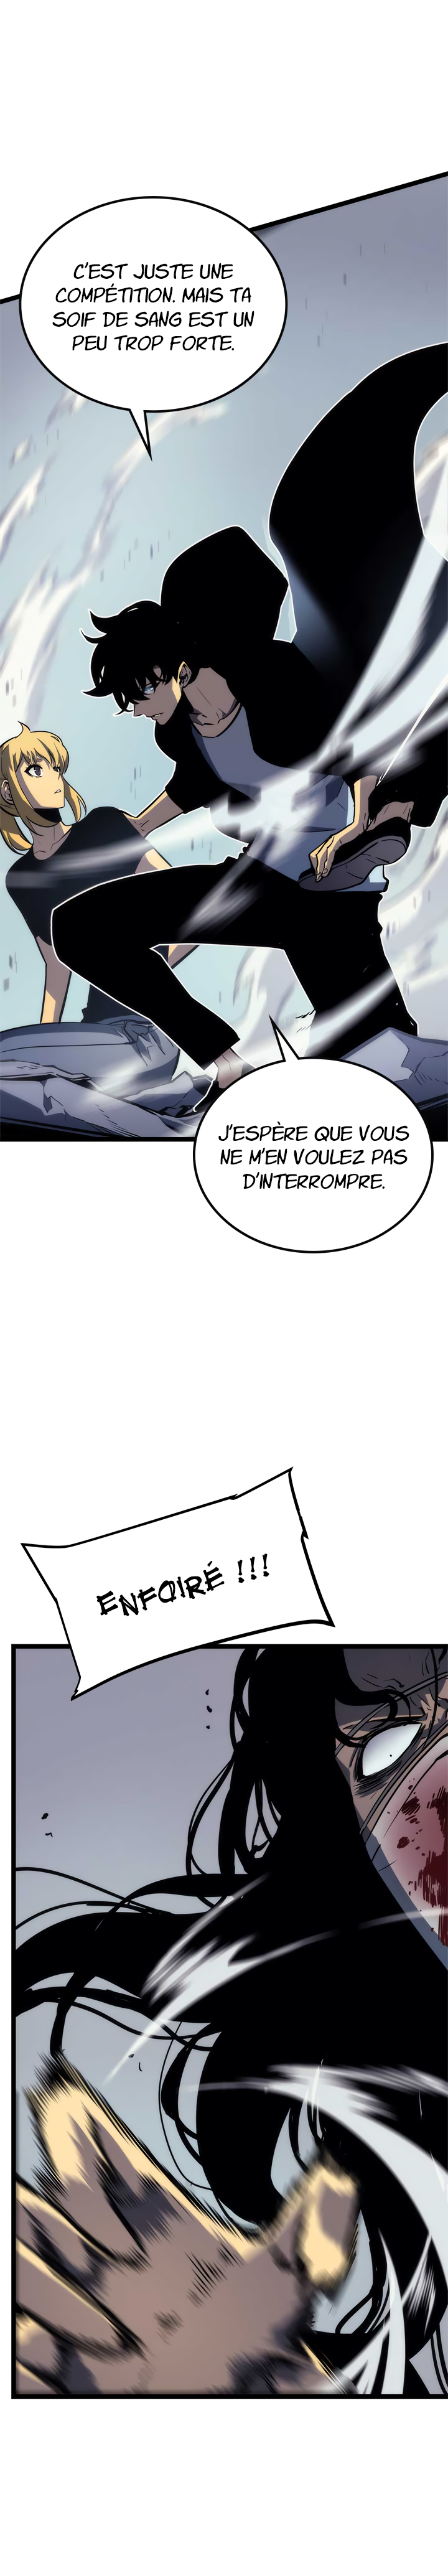 C'EST JUSTE UNE
COMPÉTITION. MAIS TA
SOIF DE SANG EST UN
PEU TROP FORTE.
J'ESPÈRE QUE VOUS
NE M'EN VOULEZ PAS
D'INTERROMPRE.
ENFOIRÉ !!!